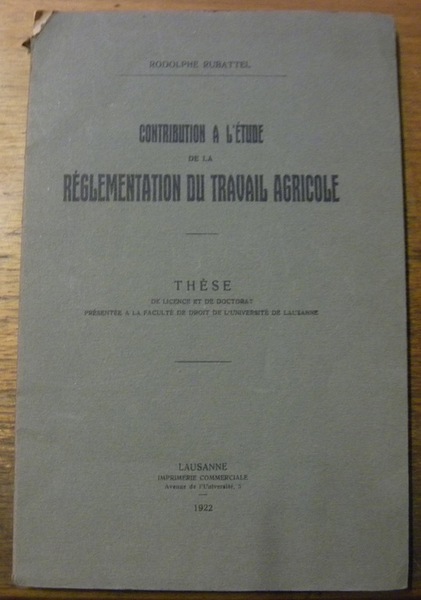 RODOLPHE RUBATTEL
CONTRIBUTION A L'ÉTUDE
DE LA
RÉGLEMENTATION DU TRAVAIL AGRICOLE
THÈSE
DE LICENCE ET DE DOCTORAT
PRÉSENTÉE A LA FACULTÉ DE DROIT DE L'UNIVERSITÉ DE LAUSANNE
LAUSANNE
IMPRIMERIE COMMERCIALE
Avenue de l'Université, 5
1922